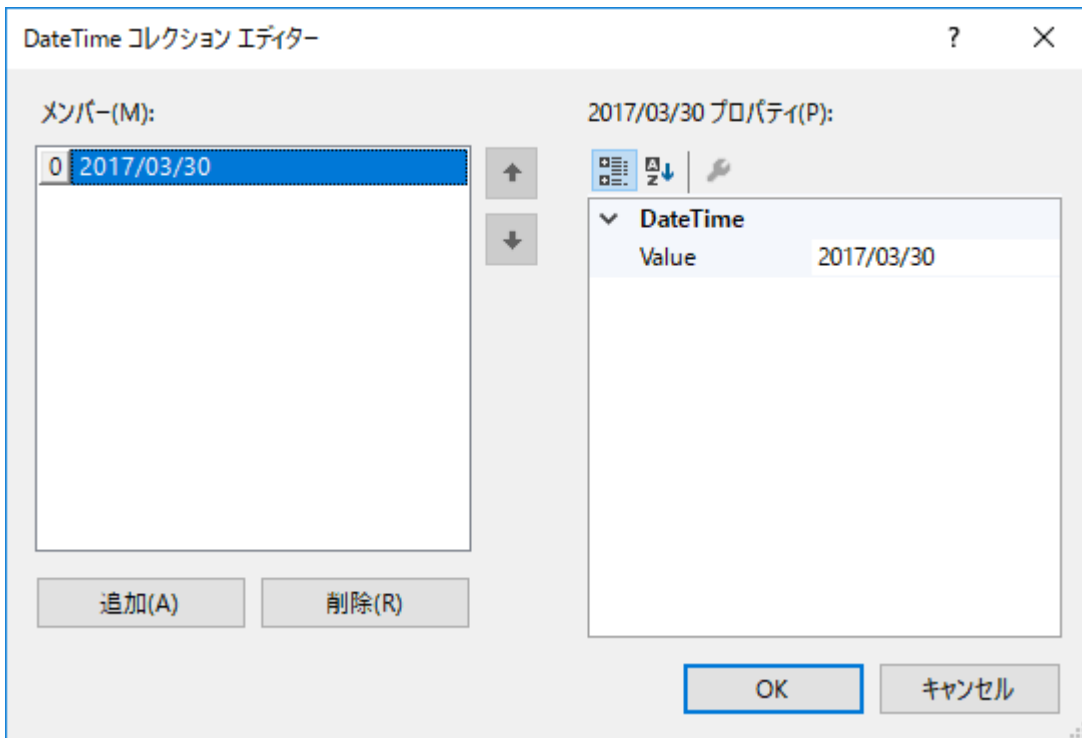 DateTime コレクション エディター
メンバー(M):
0 2017/03/30
追加(A)
削除(R)
2017/03/30 プロパティ(P):
DateTime
Value 2017/03/30
OK
キャンセル